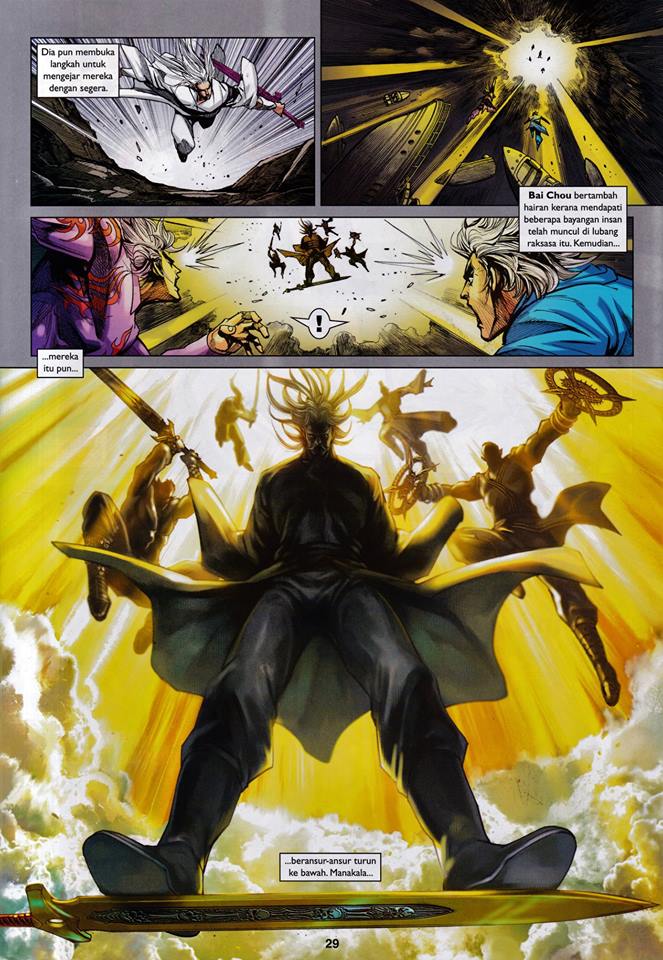 Dia pun membuka
langkah untuk
mengejar mereka
dengan segera.
Bai Chou bertambah
hairan kerana mendapati
beberapa bayangan insan
telah muncul di lubang
raksasa itu. Kemudian...
!
...mereka
itu pun...
...beransur-ansur turun
ke bawah. Manakala...
29